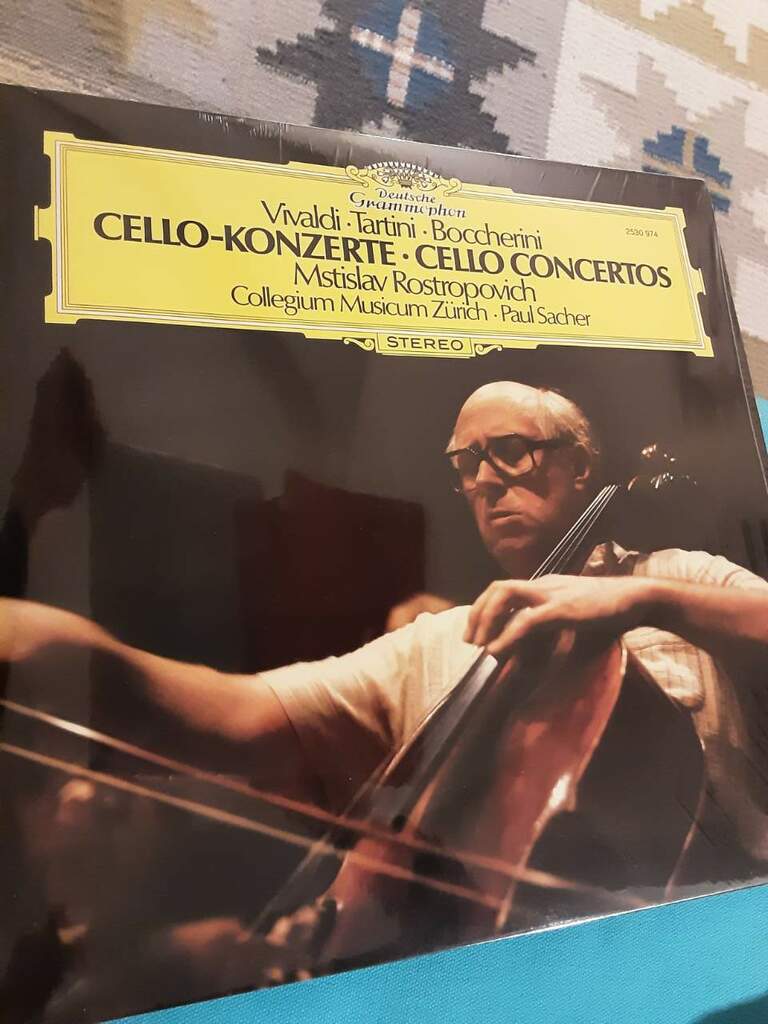 Deutsche
Grammophon
Vivaldi · Tartini · Boccherini
2530 974
CELLO-KONZERTE · CELLO CONCERTOS
Mstislav Rostropovich
Collegium Musicum Zürich · Paul Sacher
STEREO